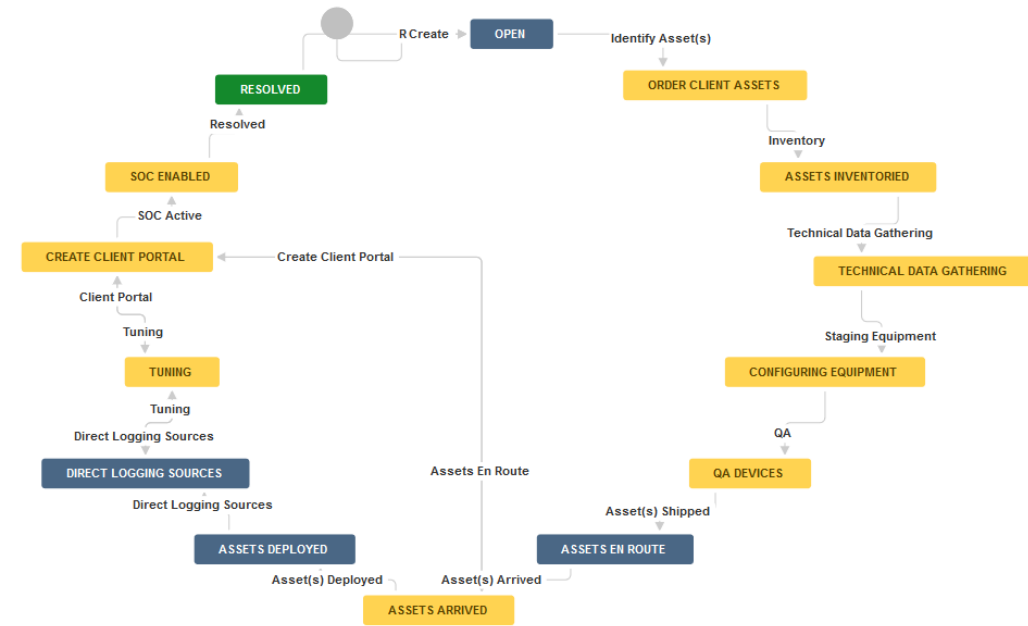 R Create
OPEN
Identify Asset(s)
ORDER CLIENT ASSETS
RESOLVED
Resolved
Inventory
SOC ENABLED
ASSETS INVENTORIED
SOC Active
Technical Data Gathering
CREATE CLIENT PORTAL
Create Client Portal
TECHNICAL DATA GATHERING
Client Portal
Tuning
Staging Equipment
TUNING
CONFIGURING EQUIPMENT
Tuning
Direct Logging Sources
QA
DIRECT LOGGING SOURCES
Assets En Route
QA DEVICES
Direct Logging Sources
Asset(s) Shipped
ASSETS DEPLOYED
ASSETS EN ROUTE
Asset(s) Deployed
Asset(s) Arrived
ASSETS ARRIVED